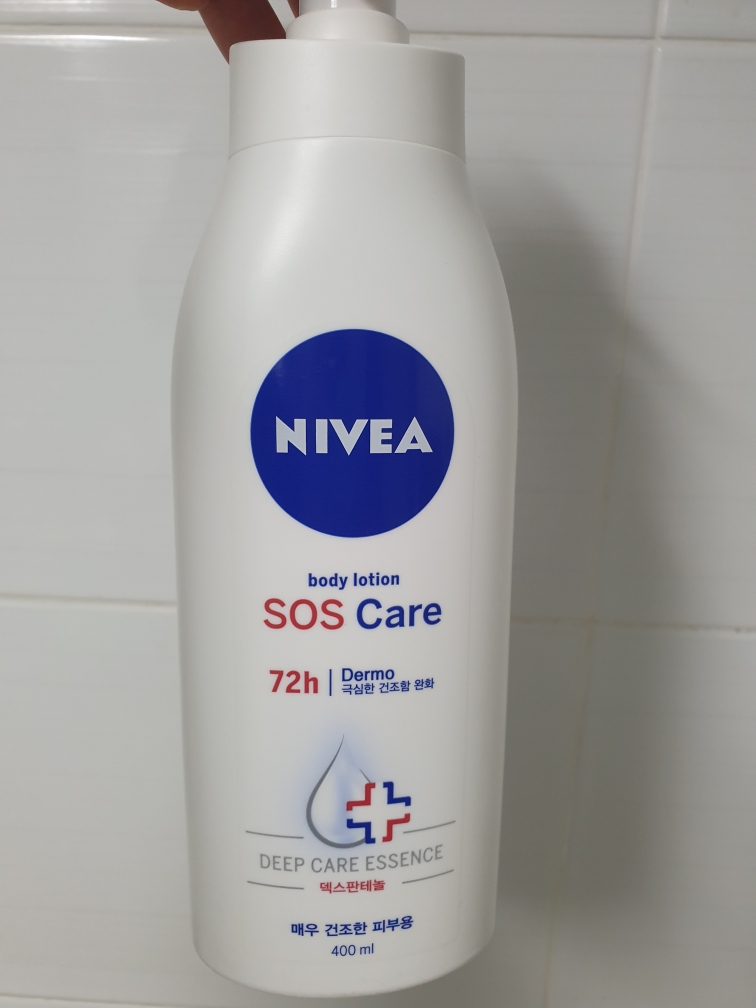 NIVEA
body lotion
SOS Care
72h | Dermo
극심한 건조함 완화
DEEP CARE ESSENCE
덱스판테놀
매우 건조한 피부용
400 ml